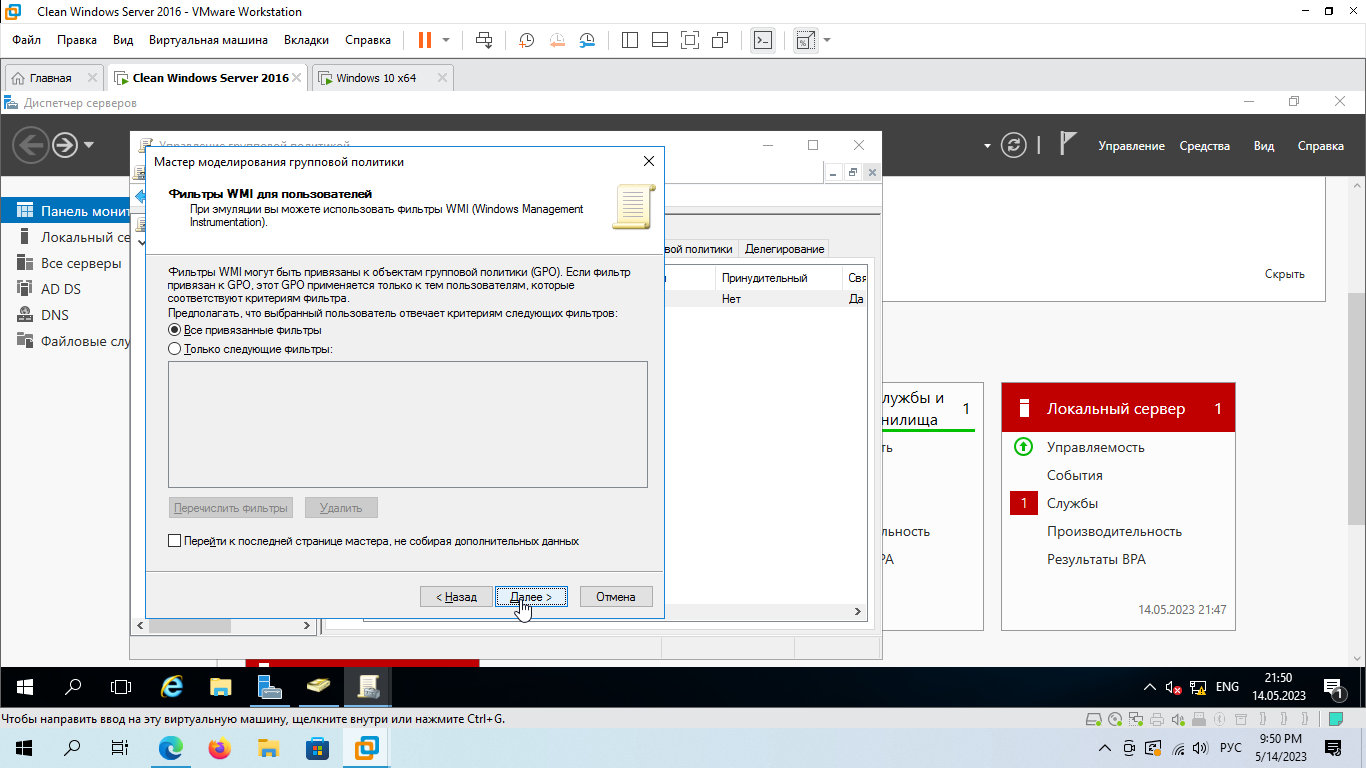 Clean Windows Server 2016 - VMware Workstation
Файл Правка Вид Виртуальная машина Вкладки Справка
Главная
Clean Windows Server 2016
Windows 10 x64
Диспетчер серверов
Управление Средства Вид Справка
Управление групповой политикой
Мастер моделирования групповой политики
Фильтры WMI для пользователей
При эмуляции вы можете использовать фильтры WMI (Windows Management
Instrumentation).
Фильтры WMI могут быть привязаны к объектам групповой политики (GPO). Если фильтр
привязан к GPO, этот GPO применяется только к тем пользователям, которые
соответствуют критериям фильтра.
Предполагать, что выбранный пользователь отвечает критериям следующих фильтров:
Все привязанные фильтры
Только следующие фильтры:
Перечислить фильтры
Удалить
Перейти к последней странице мастера, не собирая дополнительных данных
< Назад
Далее >
Отмена
Панель монит
Локальный се
Все серверы
AD DS
DNS
Файловые слу
вой политики
Делегирование
Принудительный
Свя
Нет
Да
Скрыть
лужбы и
нилища
1
ть
льность
РА
Локальный сервер 1
Управляемость
События
1 Службы
Производительность
Результаты BPA
14.05.2023 21:47
ENG
21:50
14.05.2023
1
Чтобы направить ввод на эту виртуальную машину, щелкните внутри или нажмите Ctrl+G.
РУС
9:50 PM
5/14/2023